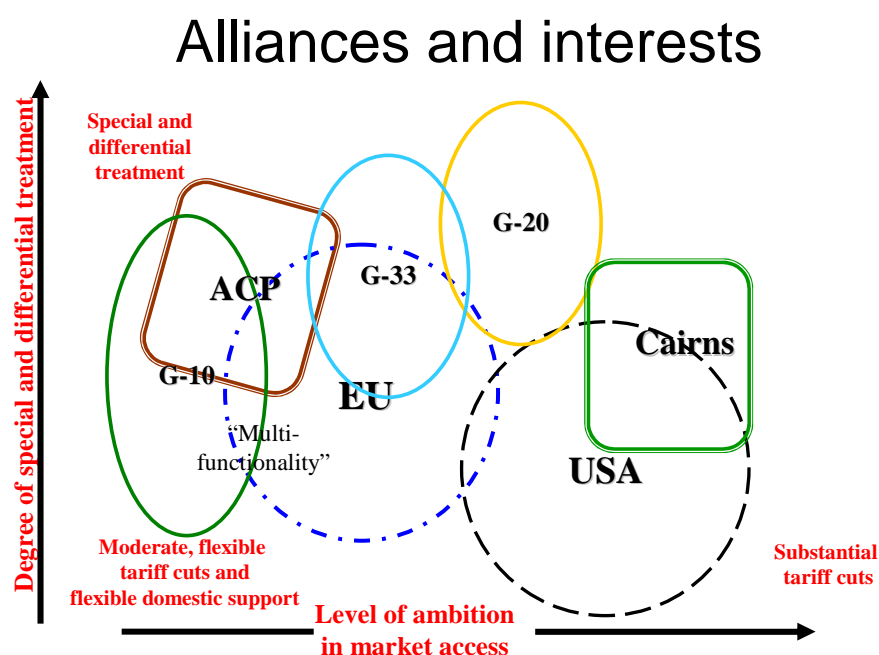 Alliances and interests
Degree of special and differential treatment
Special and
differential
treatment
G-20
G-33
ACP
Cairns
G-10
EU
“Multi-
functionality”
USA
Moderate, flexible
tariff cuts and
flexible domestic support
Substantial
tariff cuts
Level of ambition
in market access